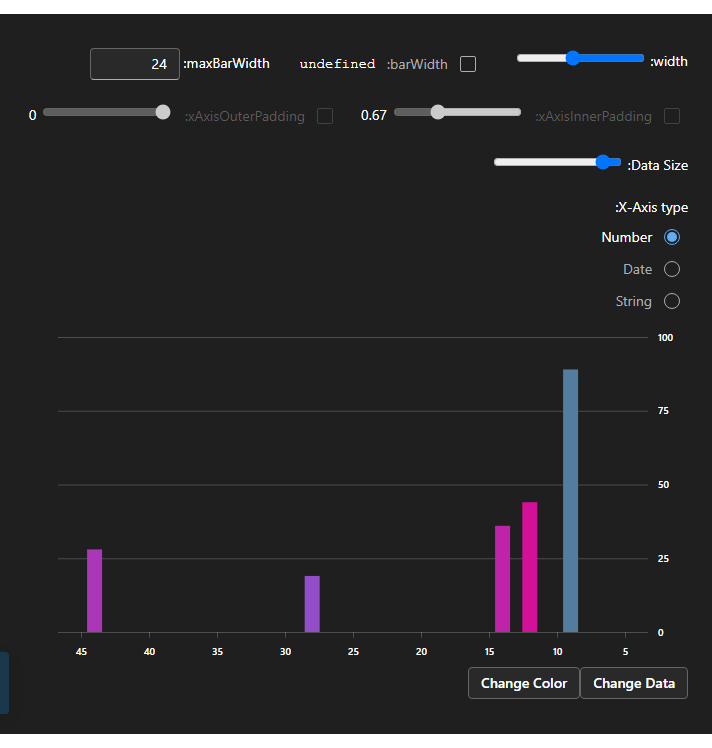 :width
:barWidth undefined
:maxBarWidth 24
:xAxisInnerPadding 0.67
:xAxisOuterPadding 0
:Data Size
:X-Axis type
Number
Date
String
100
75
50
25
0
45 40 35 30 25 20 15 10 5
Change Color Change Data